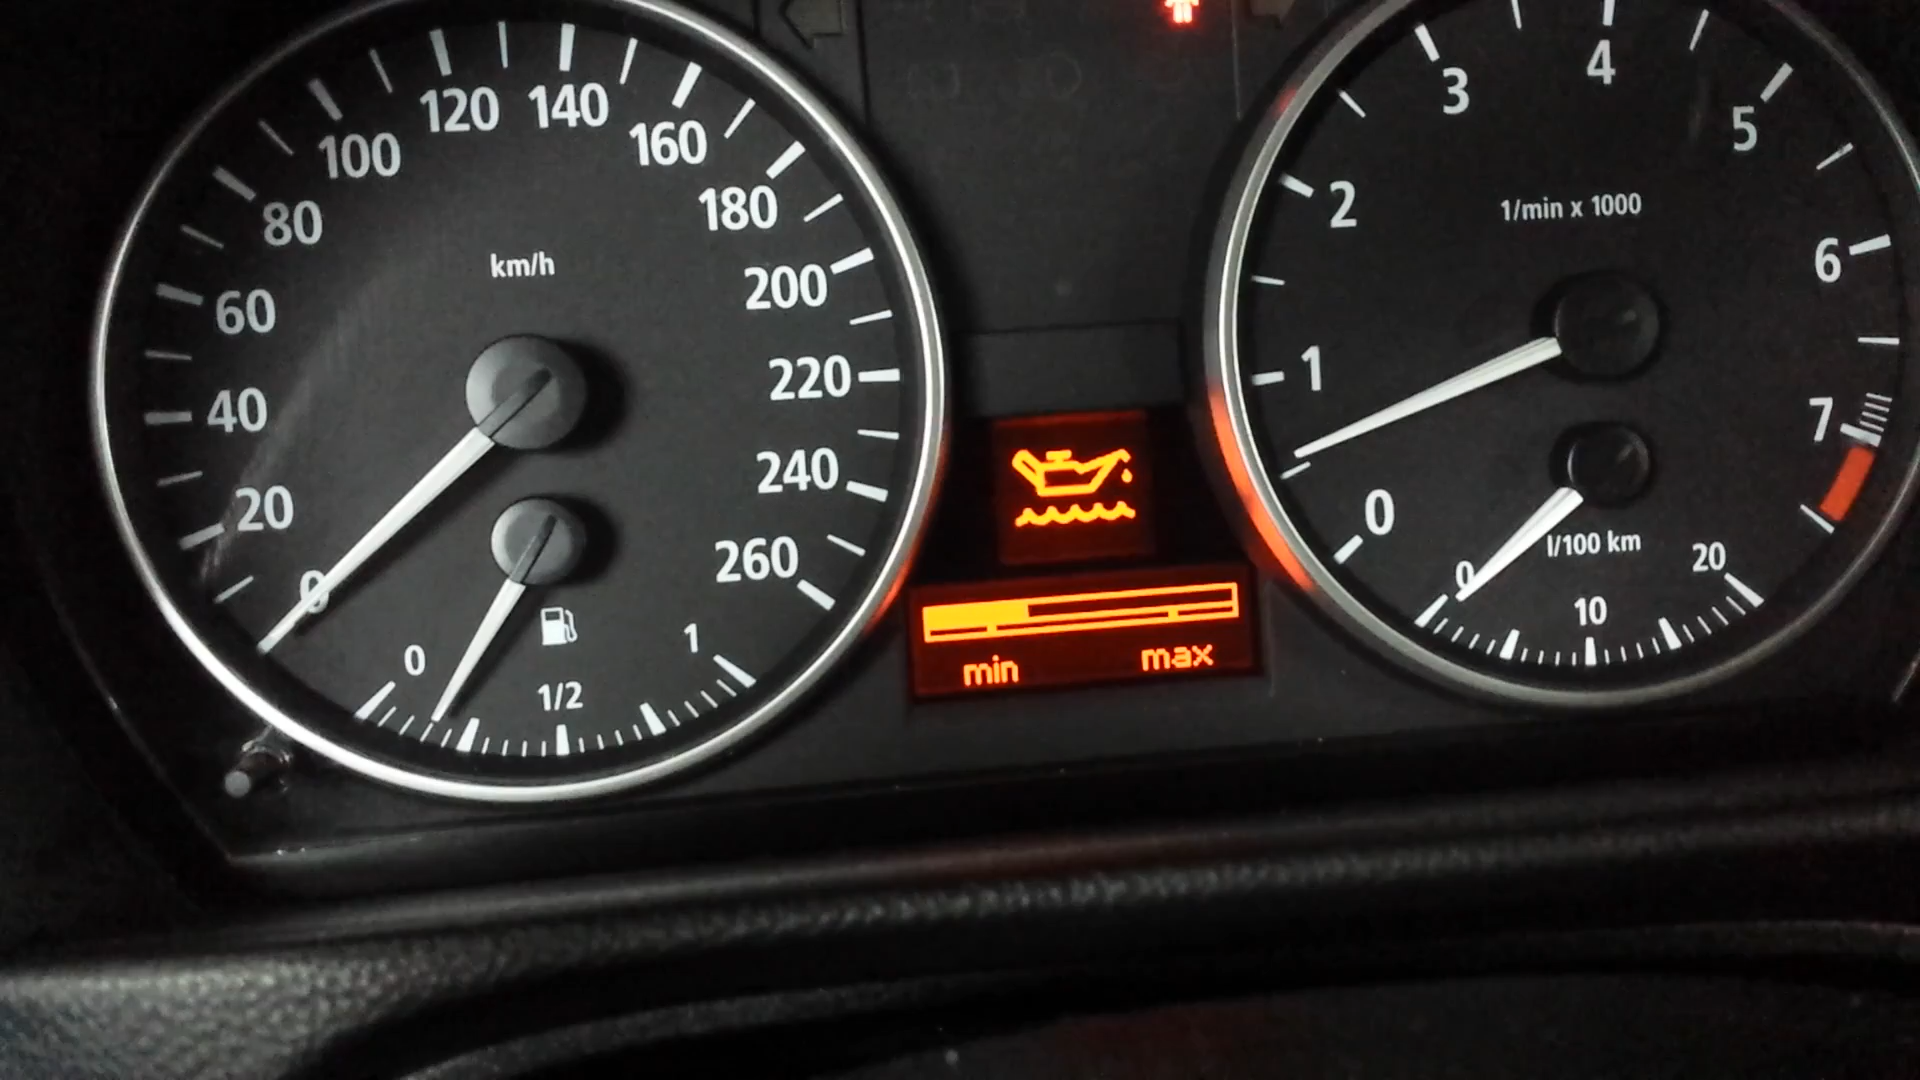 120 140
100 160
80 180
60 200
40 220
20 240
0 260
km/h
0 1/2 1
min max
4
3 5
2 6
1 7
0
1/min x 1000
l/100 km
0 10 20